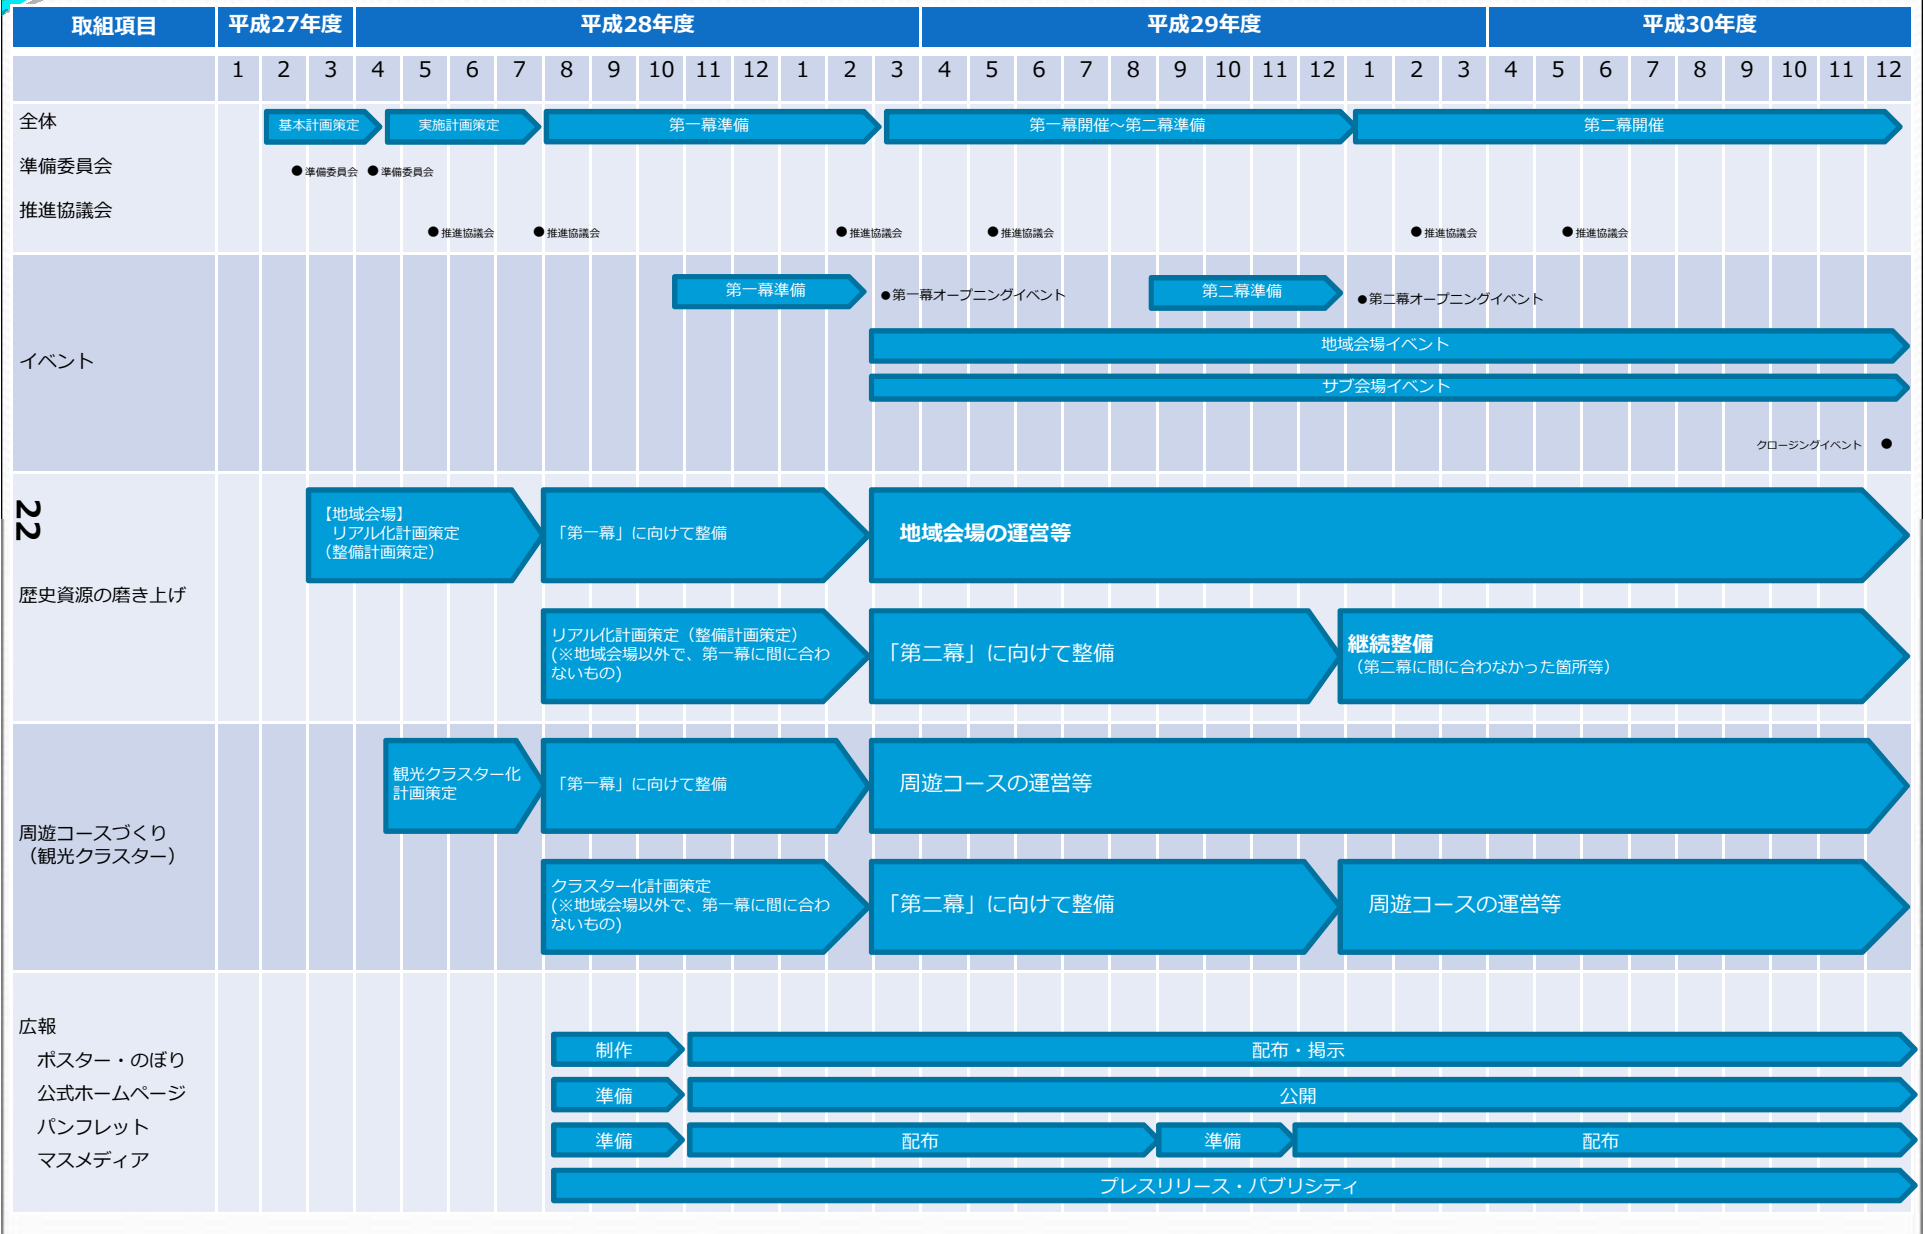 取組項目 平成27年度 平成28年度 平成29年度 平成30年度
1 2 3 4 5 6 7 8 9 10 11 12 1 2 3 4 5 6 7 8 9 10 11 12 1 2 3 4 5 6 7 8 9 10 11 12
全体
基本計画策定 実施計画策定 第一幕準備 第一幕開催～第二幕準備 第二幕開催
準備委員会
●準備委員会 ●準備委員会
推進協議会
●推進協議会 ●推進協議会 ●推進協議会 ●推進協議会 ●推進協議会 ●推進協議会
イベント
第一幕準備 ●第一幕オープニングイベント 第二幕準備 ●第二幕オープニングイベント
地域会場イベント
サブ会場イベント
クロージングイベント ●
22
歴史資源の磨き上げ
【地域会場】
リアル化計画策定
（整備計画策定）
「第一幕」に向けて整備
地域会場の運営等
リアル化計画策定（整備計画策定）
(※地域会場以外で、第一幕に間に合わ
ないもの)
「第二幕」に向けて整備
継続整備
（第二幕に間に合わなかった箇所等）
周遊コースづくり
（観光クラスター）
観光クラスター化
計画策定
「第一幕」に向けて整備
周遊コースの運営等
クラスター化計画策定
(※地域会場以外で、第一幕に間に合わ
ないもの)
「第二幕」に向けて整備
周遊コースの運営等
広報
ポスター・のぼり
制作 配布・掲示
公式ホームページ
準備 公開
パンフレット
準備 配布 準備 配布
マスメディア
プレスリリース・パブリシティ